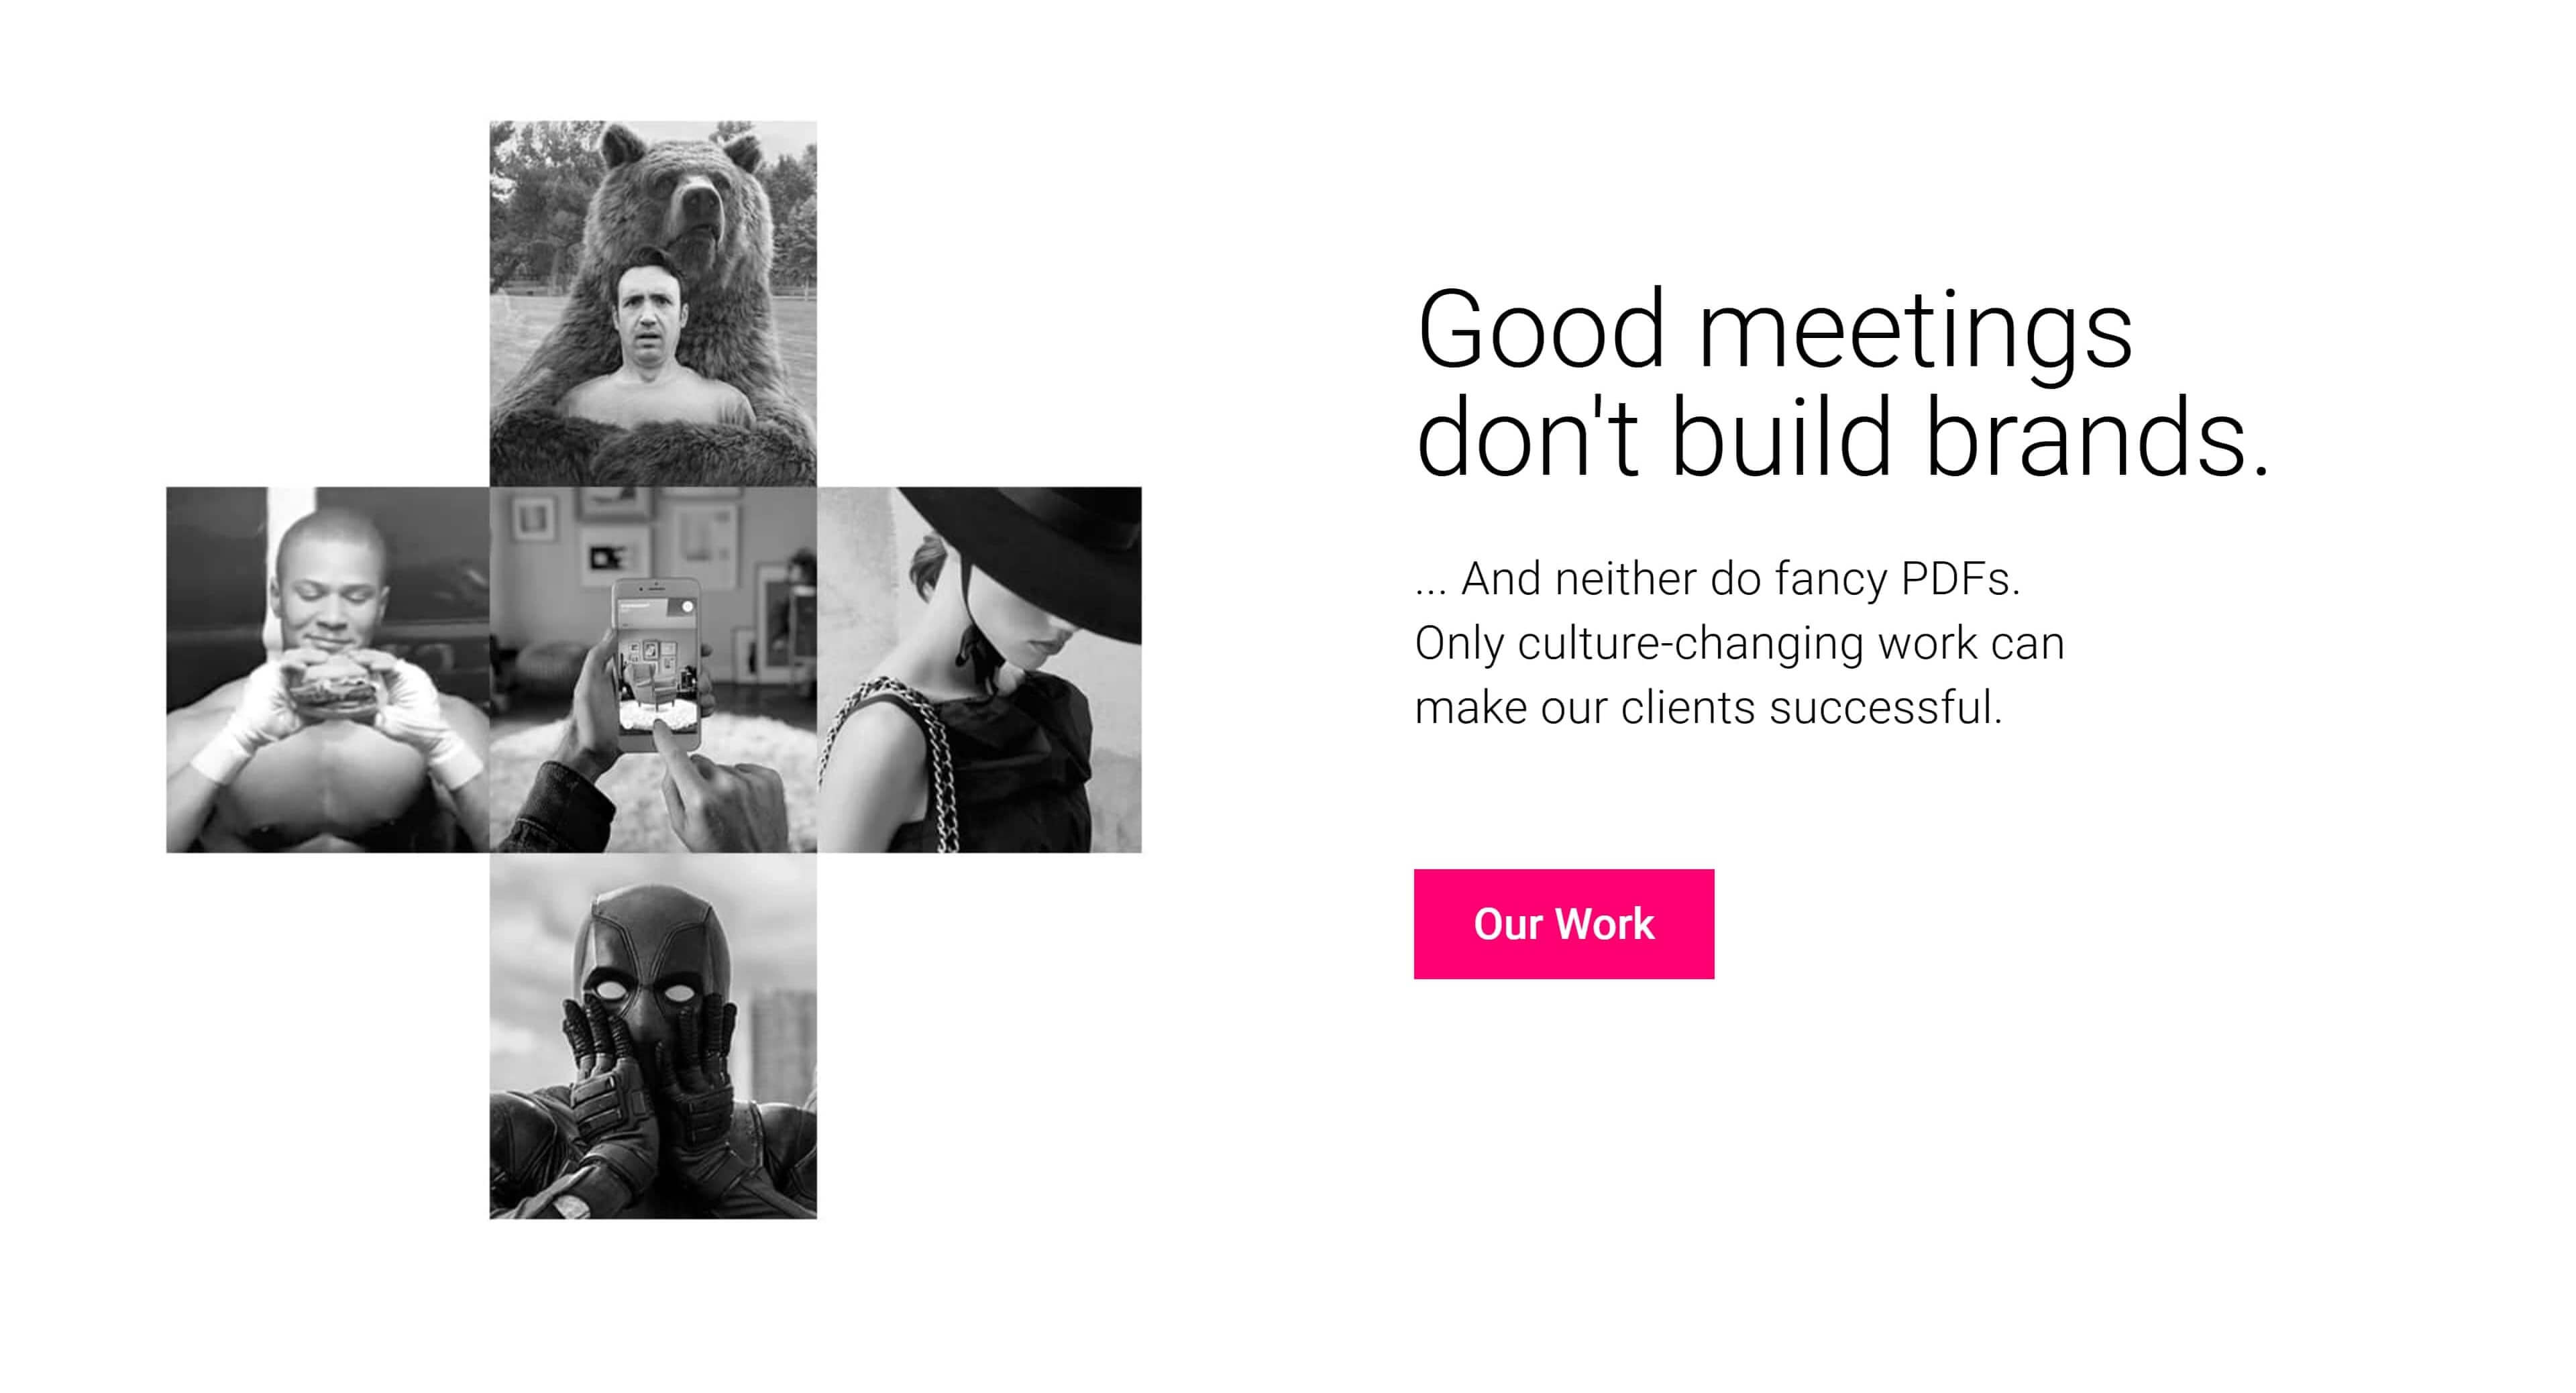 Good meetings
don't build brands.
... And neither do fancy PDFs.
Only culture-changing work can
make our clients successful.
Our Work